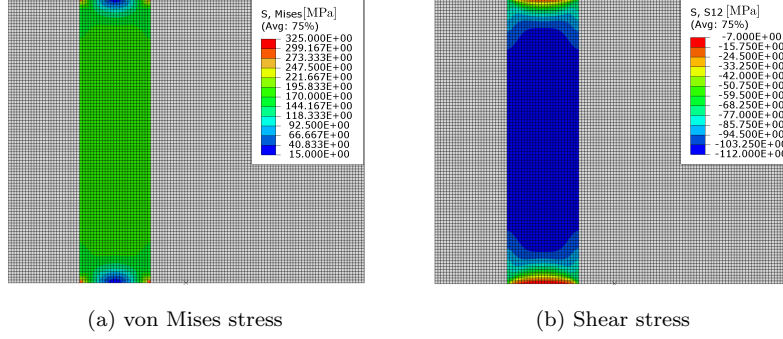 S, Mises[MPa]
(Avg: 75%)
325.000E+00
299.167E+00
273.333E+00
247.500E+00
221.667E+00
195.833E+00
170.000E+00
144.167E+00
118.333E+00
92.500E+00
66.667E+00
40.833E+00
15.000E+00
S, S12 [MPa]
(Avg: 75%)
-7.000E+00
-15.750E+00
-24.500E+00
-33.250E+00
-42.000E+00
-50.750E+00
-59.500E+00
-68.250E+00
-77.000E+00
-85.750E+00
-94.500E+00
-103.250E+00
-112.000E+00
(a) von Mises stress
(b) Shear stress